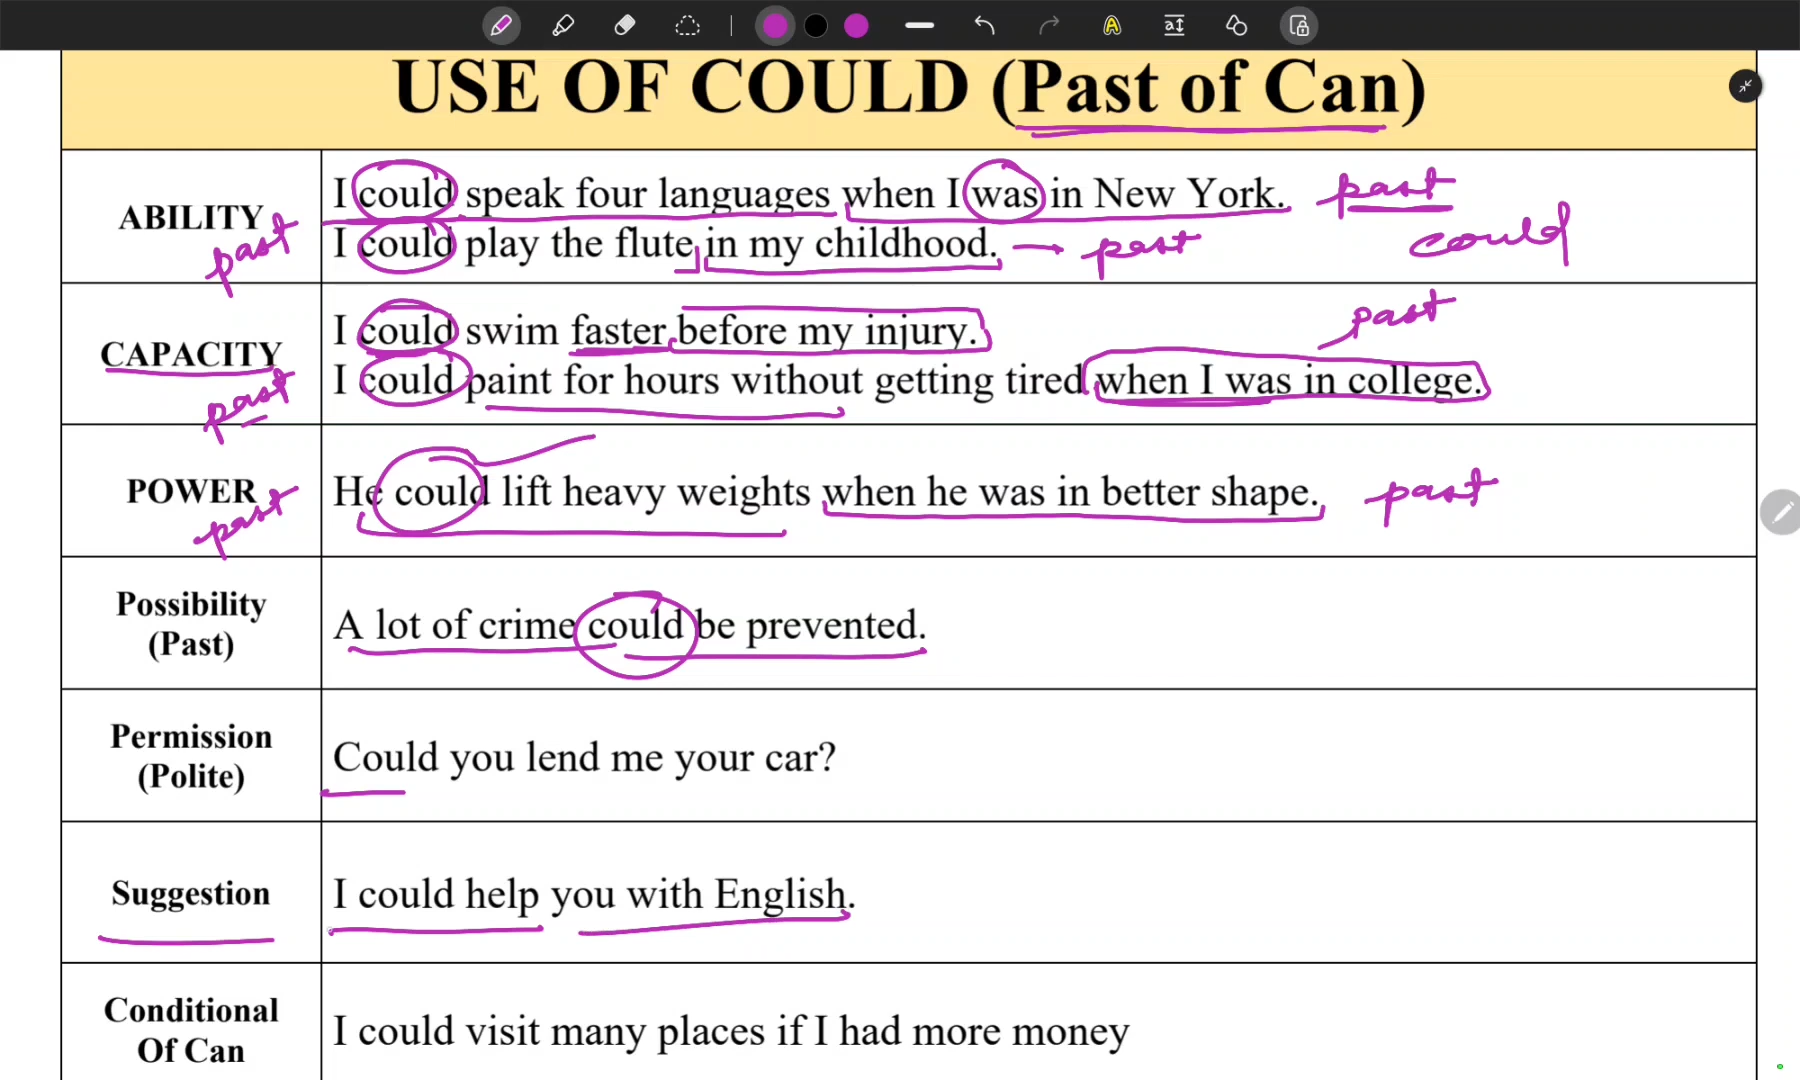 USE OF COULD (Past of Can)
ABILITY
past
I could speak four languages when I was in New York.
past
I could play the flute in my childhood.
past
could
CAPACITY
past
I could swim faster before my injury.
past
I could paint for hours without getting tired when I was in college.
POWER
past
He could lift heavy weights when he was in better shape.
past
Possibility
(Past)
A lot of crime could be prevented.
Permission
(Polite)
Could you lend me your car?
Suggestion
I could help you with English.
Conditional
Of Can
I could visit many places if I had more money